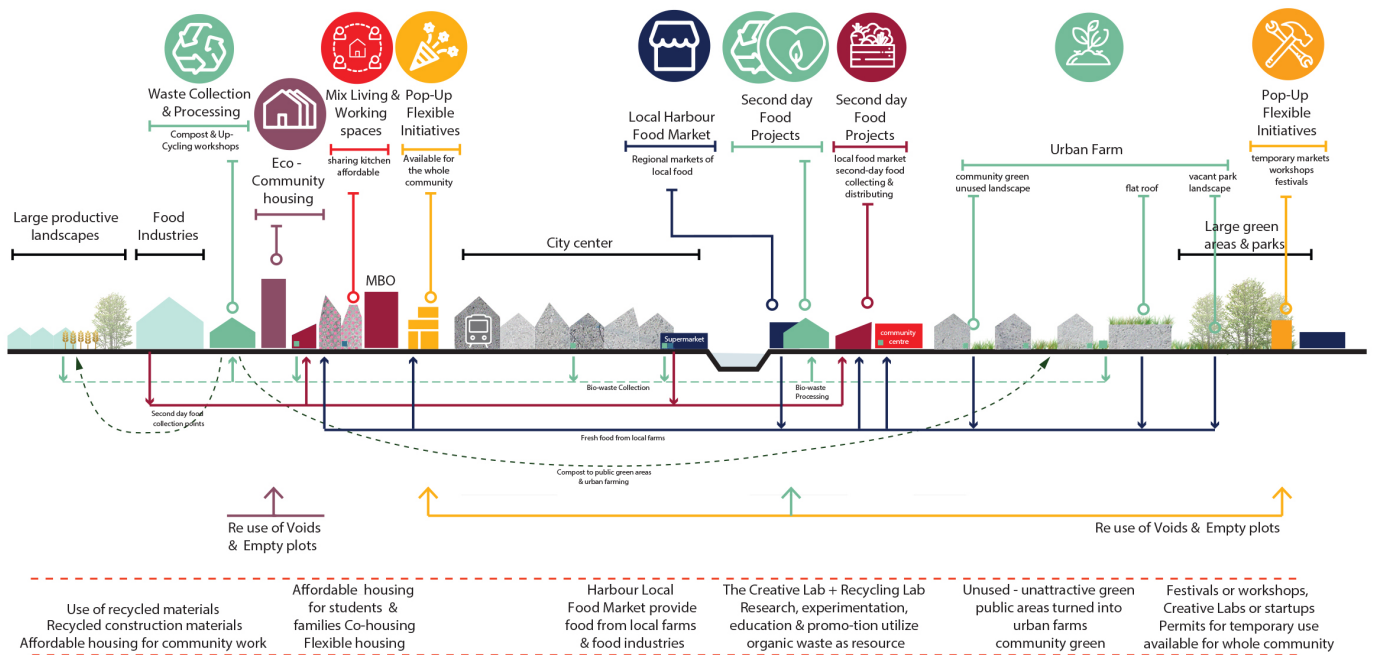 Waste Collection
& Processing
Compost & Up-
Cycling workshops
Eco -
Community
housing
Mix Living &
Working
spaces
sharing kitchen
affordable
Pop-Up
Flexible
Initiatives
Available for
the whole
community
Local Harbour
Food Market
Regional markets of
local food
Second day
Food
Projects
Second day
Food
Projects
local food market
second-day food
collecting &
distributing
Urban Farm
community green
unused landscape
flat roof
vacant park
landscape
Pop-Up
Flexible
Initiatives
temporary markets
workshops
festivals
Large productive
landscapes
Food
Industries
MBO
City center
Large green
areas & parks
Supermarket
community
centre
Bio-waste Collection
Bio-waste
Processing
Second day food
collection points
Fresh food from local farms
Compost to public green areas
& urban farming
Re use of Voids
& Empty plots
Re use of Voids & Empty plots
Use of recycled materials
Recycled construction materials
Affordable housing for community work
Affordable housing
for students &
families Co-housing
Flexible housing
Harbour Local
Food Market provide
food from local farms
& food industries
The Creative Lab + Recycling Lab
Research, experimentation,
education & promo-tion utilize
organic waste as resource
Unused - unattractive green
public areas turned into
urban farms
community green
Festivals or workshops,
Creative Labs or startups
Permits for temporary use
available for whole community